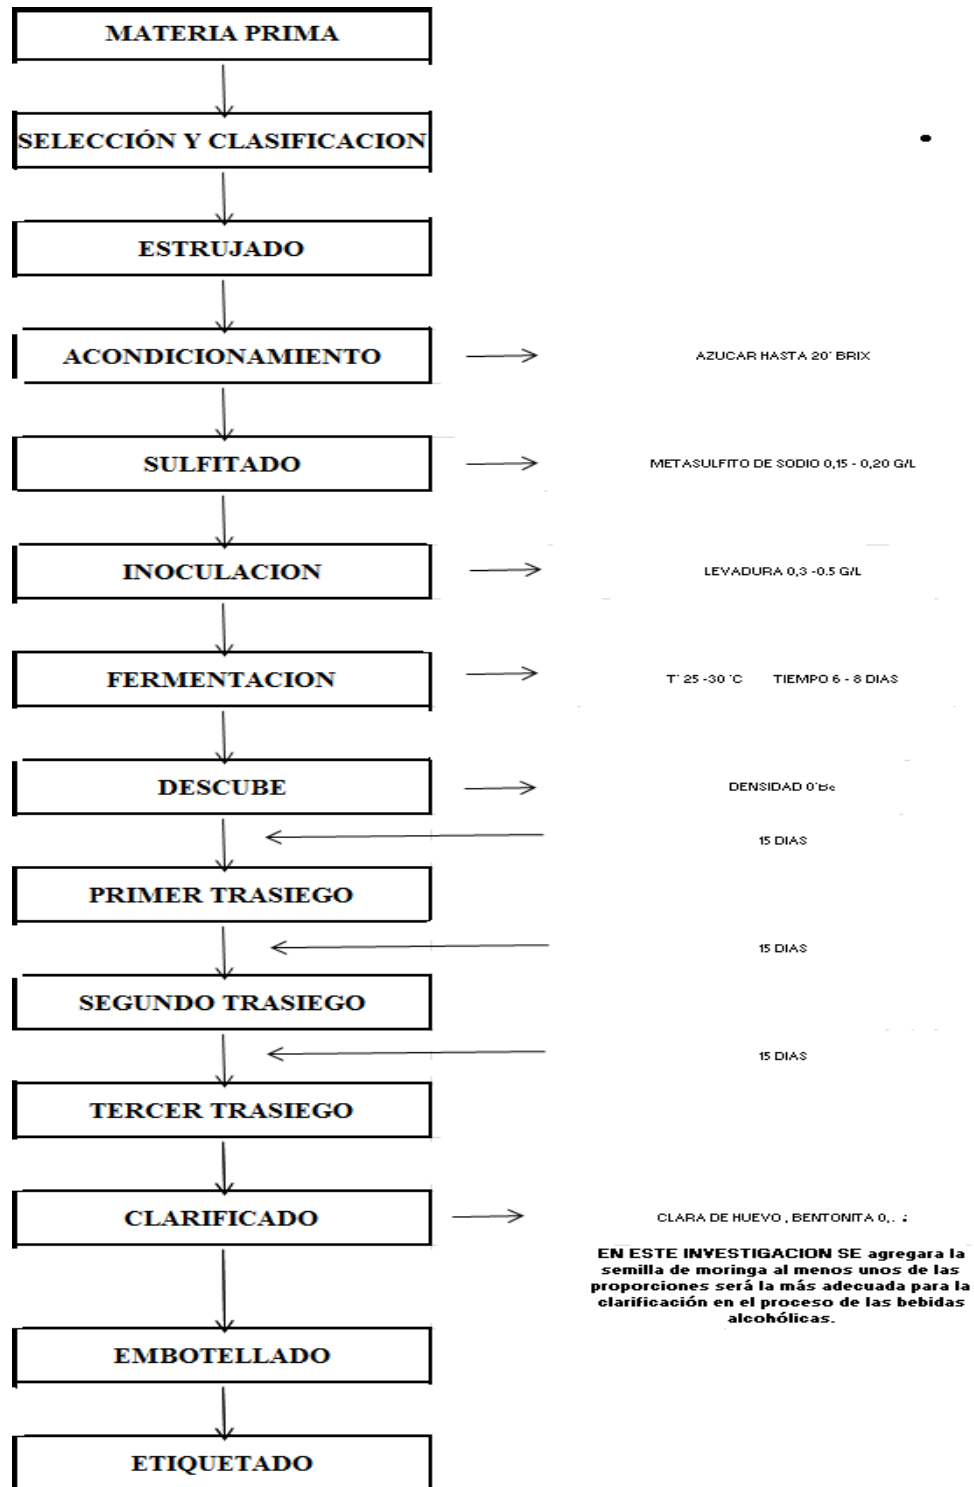 MATERIA PRIMA
SELECCIÓN Y CLASIFICACION
ESTRUJADO
ACONDICIONAMIENTO
AZUCAR HASTA 20° BRIX
SULFITADO
METASULFITO DE SODIO 0,15 - 0,20 G/L
INOCULACION
LEVADURA 0,3 -0.5 G/L
FERMENTACION
T° 25 -30 °C TIEMPO 6 - 8 DIAS
DESCUBE
DENSIDAD
15 DIAS
PRIMER TRASIEGO
15 DIAS
SEGUNDO TRASIEGO
15 DIAS
TERCER TRASIEGO
CLARIFICADO
CLARA DE HUEVO , BENTONITA
EN ESTE INVESTIGACION SE agregara la
semilla de moringa al menos unos de las
proporciones será la más adecuada para la
clarificación en el proceso de las bebidas
alcohólicas.
EMBOTELLADO
ETIQUETADO